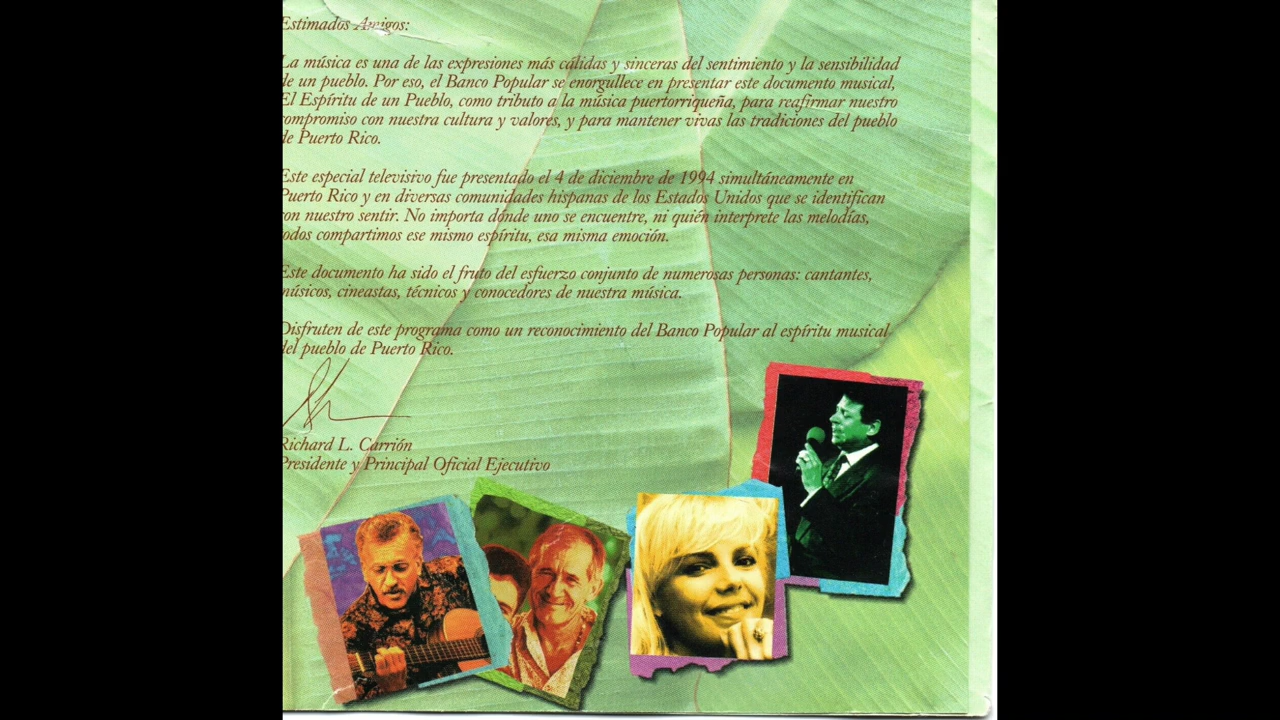 Estimados Amigos:
La música es una de las expresiones más cálidas y sinceras del sentimiento y la sensibilidad
de un pueblo. Por eso, el Banco Popular se enorgullece en presentar este documento musical,
El Espíritu de un Pueblo, como tributo a la música puertorriqueña, para reafirmar nuestro
compromiso con nuestra cultura y valores, y para mantener vivas las tradiciones del pueblo
de Puerto Rico.
Este especial televisivo fue presentado el 4 de diciembre de 1994 simultáneamente en
Puerto Rico y en diversas comunidades hispanas de los Estados Unidos que se identifican
con nuestro sentir. No importa dónde uno se encuentre, ni quién interprete las melodías,
todos compartimos ese mismo espíritu, esa misma emoción.
Este documento ha sido el fruto del esfuerzo conjunto de numerosas personas: cantantes,
músicos, cineastas, técnicos y conocedores de nuestra música.
Disfruten de este programa como un reconocimiento del Banco Popular al espíritu musical
del pueblo de Puerto Rico.
Richard L. Carrión
Presidente y Principal Oficial Ejecutivo